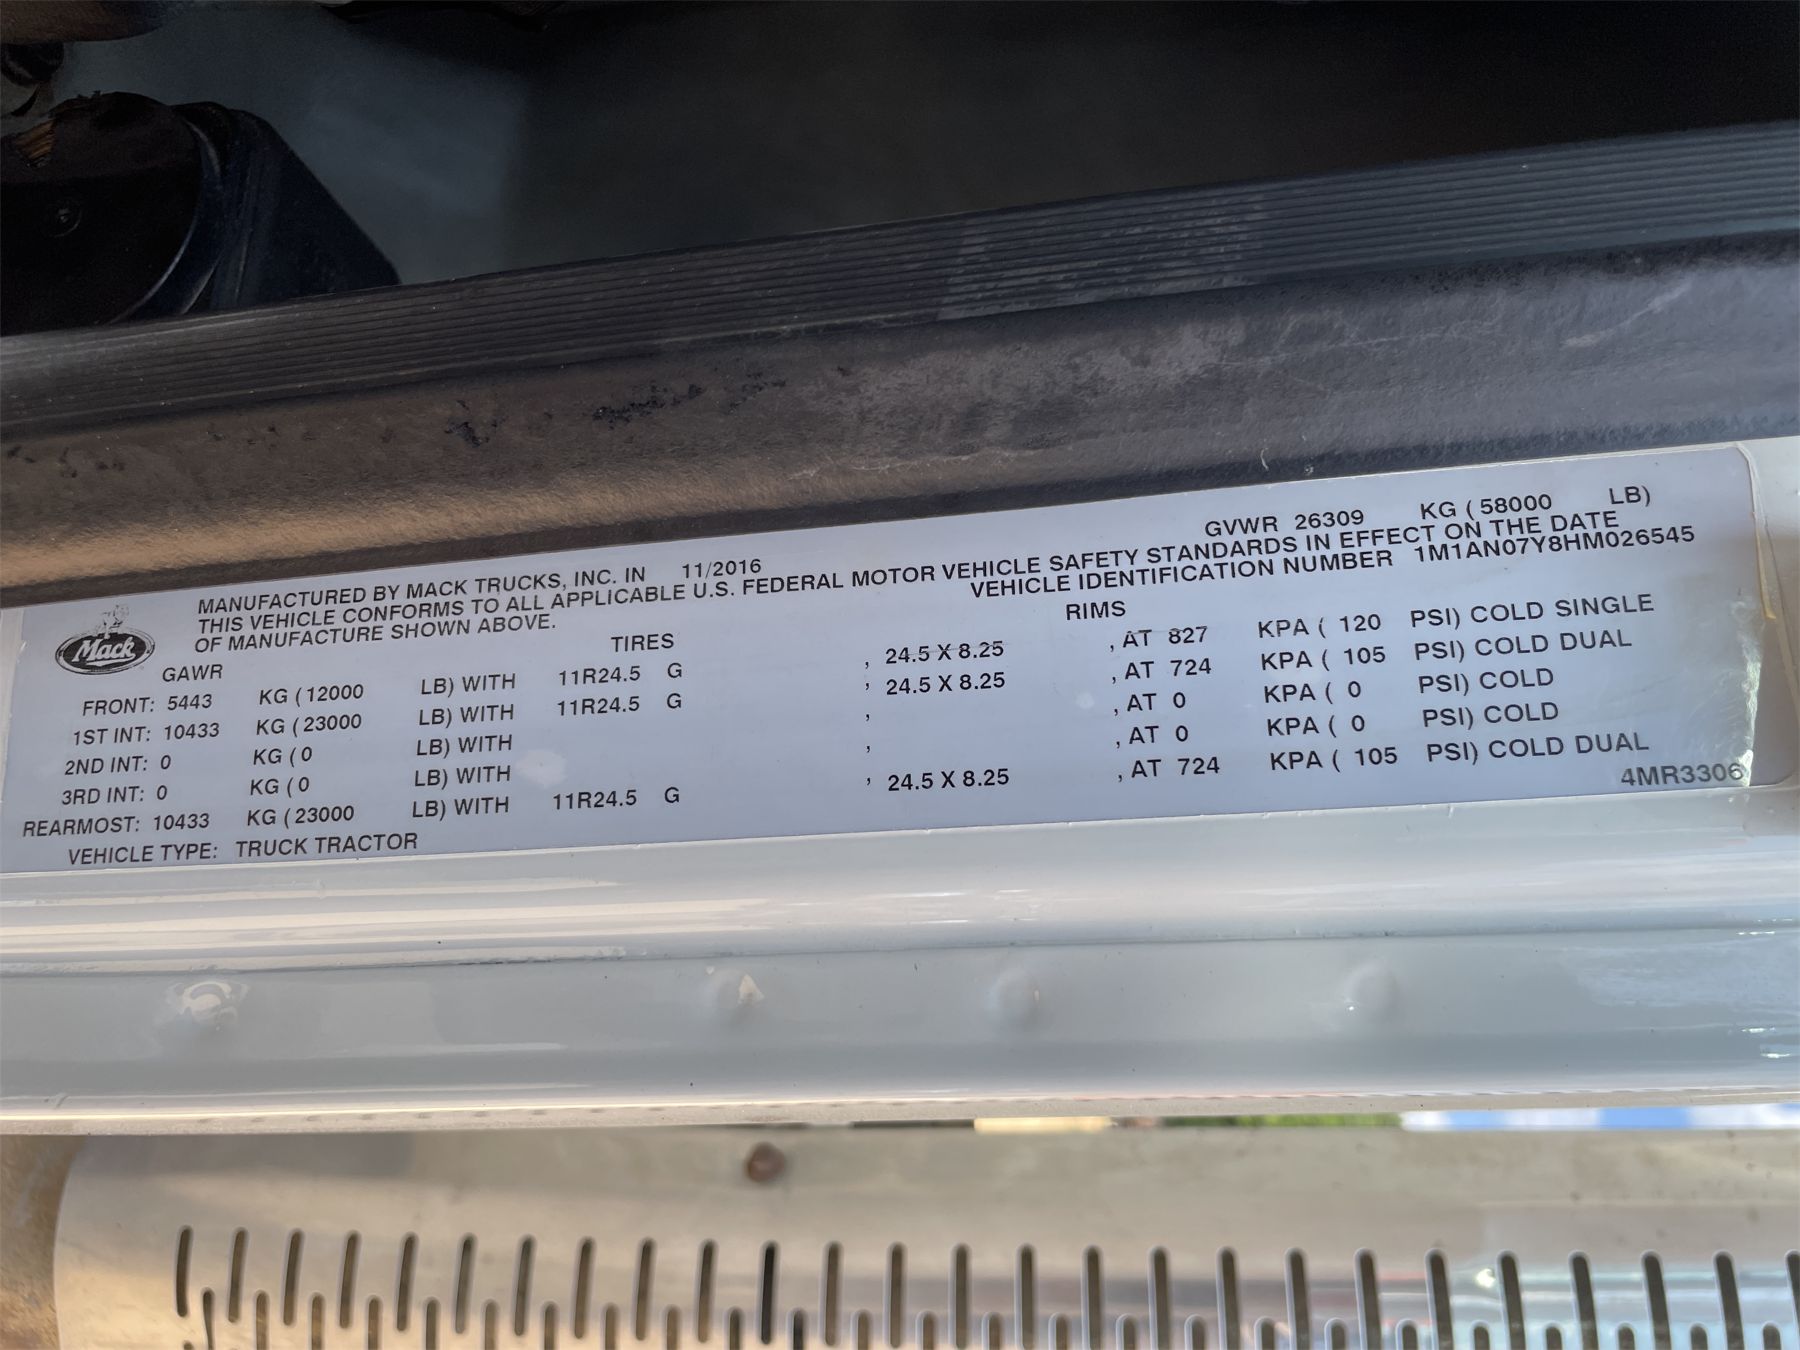 GVWR 26309 KG ( 58000 LB)
MANUFACTURED BY MACK TRUCKS, INC. IN 11/2016
THIS VEHICLE CONFORMS TO ALL APPLICABLE U.S. FEDERAL MOTOR VEHICLE SAFETY STANDARDS IN EFFECT ON THE DATE
OF MANUFACTURE SHOWN ABOVE. VEHICLE IDENTIFICATION NUMBER 1M1AN07Y8HM026545
Mack
GAWR TIRES RIMS
FRONT: 5443 KG ( 12000 LB) WITH 11R24.5 G , 24.5 X 8.25 , AT 827 KPA ( 120 PSI) COLD SINGLE
1ST INT: 10433 KG ( 23000 LB) WITH 11R24.5 G , 24.5 X 8.25 , AT 724 KPA ( 105 PSI) COLD DUAL
2ND INT: 0 KG ( 0 LB) WITH , , AT 0 KPA ( 0 PSI) COLD
3RD INT: 0 KG ( 0 LB) WITH , , AT 0 KPA ( 0 PSI) COLD
REARMOST: 10433 KG ( 23000 LB) WITH 11R24.5 G , 24.5 X 8.25 , AT 724 KPA ( 105 PSI) COLD DUAL
VEHICLE TYPE: TRUCK TRACTOR 4MR3306